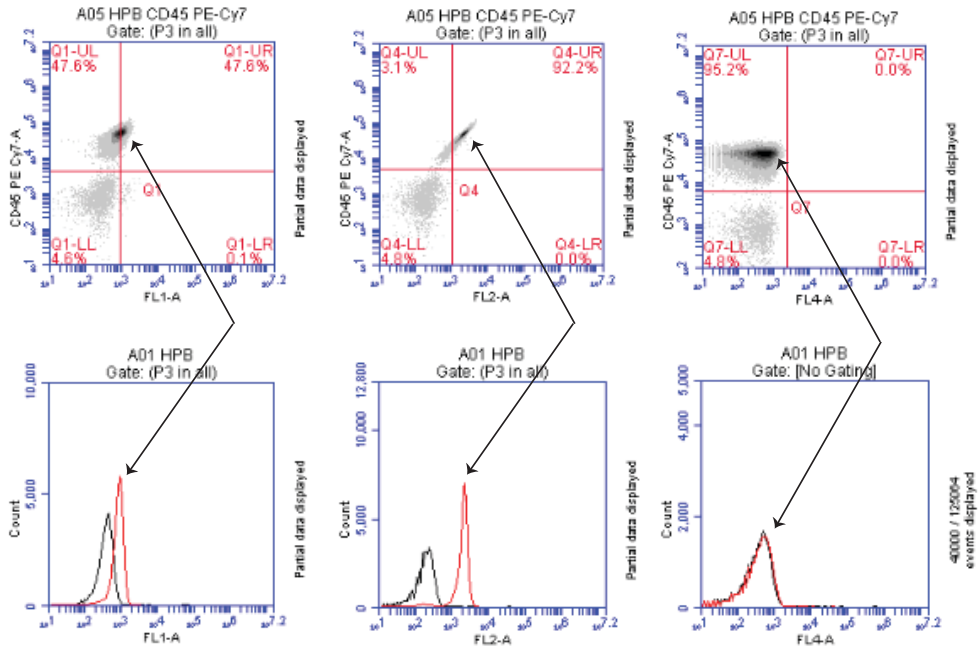 A05 HPB CD45 PE-Cy7
Gate: (P3 in all)
Q1-UL
47.6%
Q1-UR
47.6%
Q1
Q1-LL
4.6%
Q1-LR
0.1%
CD45 PE Cy7-A
FL1-A
Partial data displayed
A05 HPB CD45 PE-Cy7
Gate: (P3 in all)
Q4-UL
3.1%
Q4-UR
92.2%
Q4
Q4-LL
4.8%
Q4-LR
0.0%
CD45 PE Cy7-A
FL2-A
Partial data displayed
A05 HPB CD45 PE-Cy7
Gate: (P3 in all)
Q7-UL
95.2%
Q7-UR
0.0%
Q7
Q7-LL
4.8%
Q7-LR
0.0%
CD45 PE Cy7-A
FL4-A
Partial data displayed
A01 HPB
Gate: (P3 in all)
10,000
5,000
0
Count
FL1-A
Partial data displayed
A01 HPB
Gate: (P3 in all)
12,800
10,000
5,000
0
Count
FL2-A
Partial data displayed
A01 HPB
Gate: [No Gating]
5,000
4,000
2,000
0
Count
FL4-A
40000 / 125064
events displayed